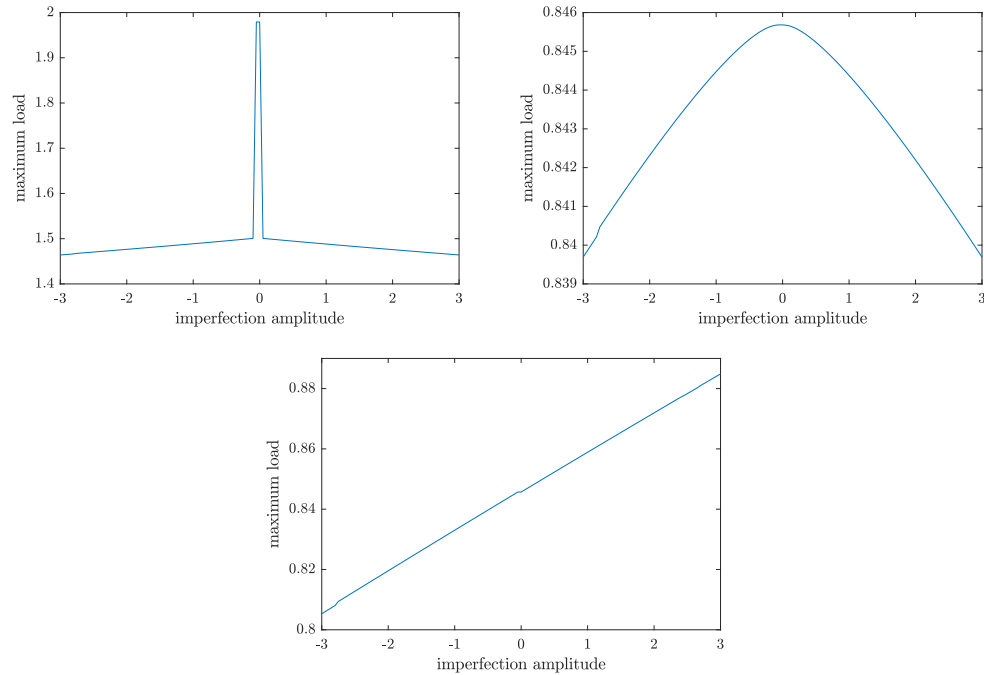 2
1.9
1.8
1.7
1.6
1.5
1.4
-3 -2 -1 0 1 2 3
maximum load
imperfection amplitude
0.846
0.845
0.844
0.843
0.842
0.841
0.84
0.839
-3 -2 -1 0 1 2 3
maximum load
imperfection amplitude
0.88
0.86
0.84
0.82
0.8
-3 -2 -1 0 1 2 3
maximum load
imperfection amplitude